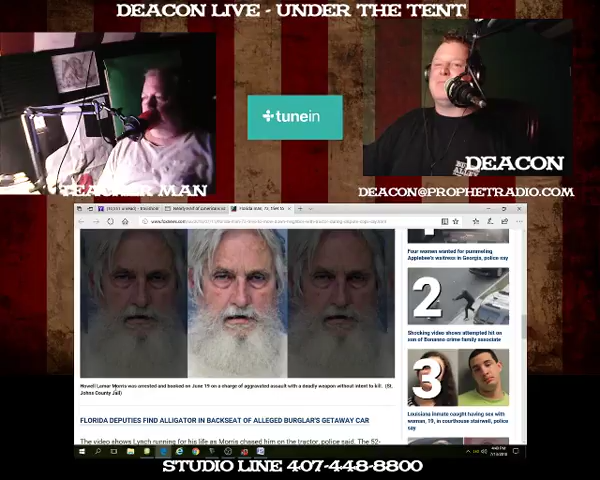 DEACON LIVE - UNDER THE TENT
tunein
DEACON
MAN
DEACON@PROPHETRADIO.COM
1
Four women wanted for pummeling
Applebee's waitress in Georgia, police say
2
Shocking video shows attempted hit on
son of Bonanno crime family associate
3
Louisiana inmate caught having sex with
woman, 19, in courthouse stairwell, police
say
Howell Lamar Morris was arrested and booked on June 19 on a charge of aggravated assault with a deadly weapon without intent to kill. (St.
Johns County Jail)
FLORIDA DEPUTIES FIND ALLIGATOR IN BACKSEAT OF ALLEGED BURGLAR'S GETAWAY CAR
The video shows Lynch running for his life as Morris chased him on the tractor, police said. The 52-
STUDIO LINE 407-448-8800